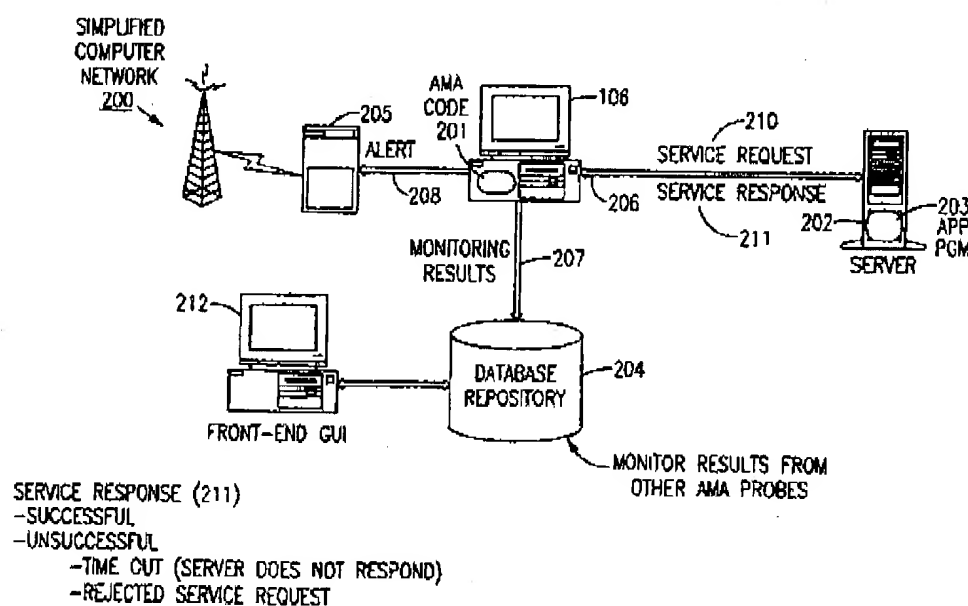 SIMPLIFIED
COMPUTER
NETWORK
200
205
ALERT
208
AMA
CODE
201
106
210
SERVICE REQUEST
206
SERVICE RESPONSE
211
202
203
APP
PGM
SERVER
MONITORING
RESULTS
207
212
DATABASE
REPOSITORY
204
FRONT-END GUI
MONITOR RESULTS FROM
OTHER AMA PROBES
SERVICE RESPONSE (211)
-SUCCESSFUL
-UNSUCCESSFUL
-TIME OUT (SERVER DOES NOT RESPOND)
-REJECTED SERVICE REQUEST